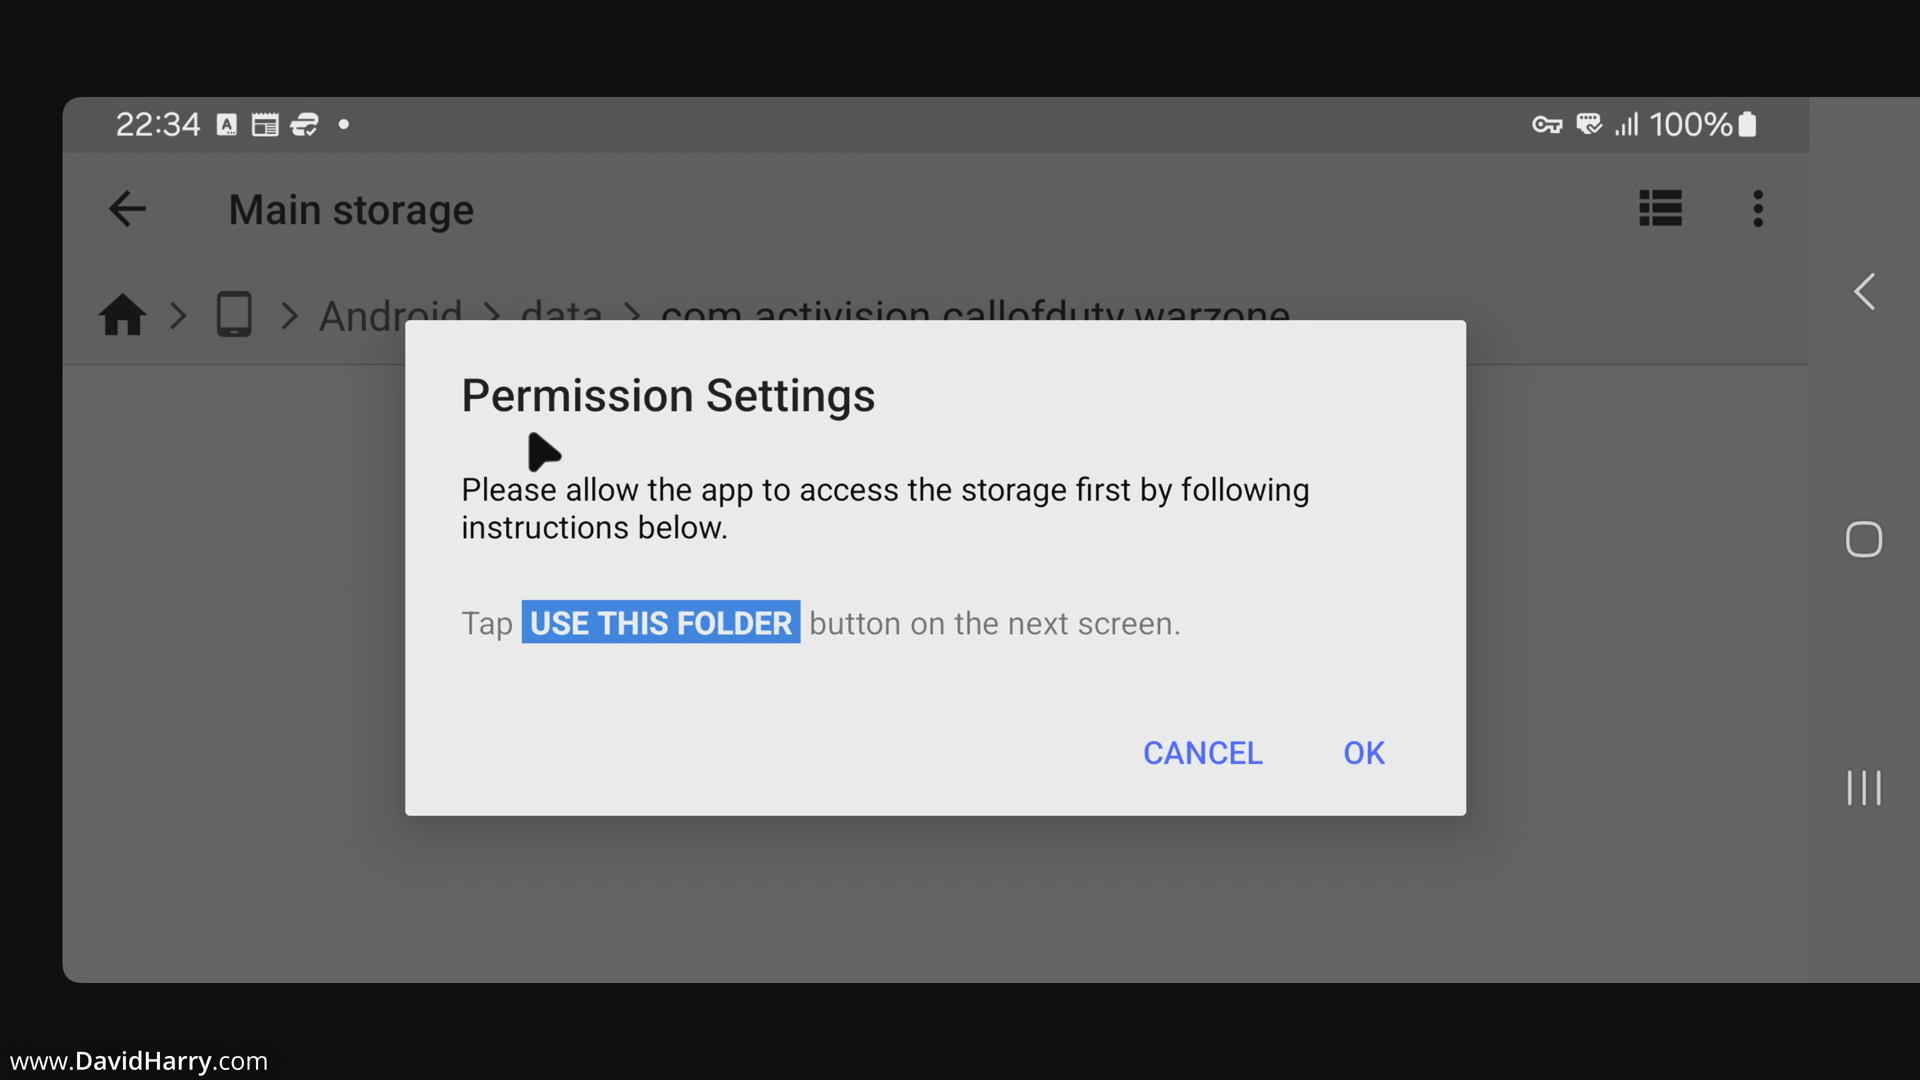 22:34
100%
Main storage
Android > data > com.activision.callofduty.warzone
Permission Settings
Please allow the app to access the storage first by following
instructions below.
Tap USE THIS FOLDER button on the next screen.
CANCEL OK
www.DavidHarry.com